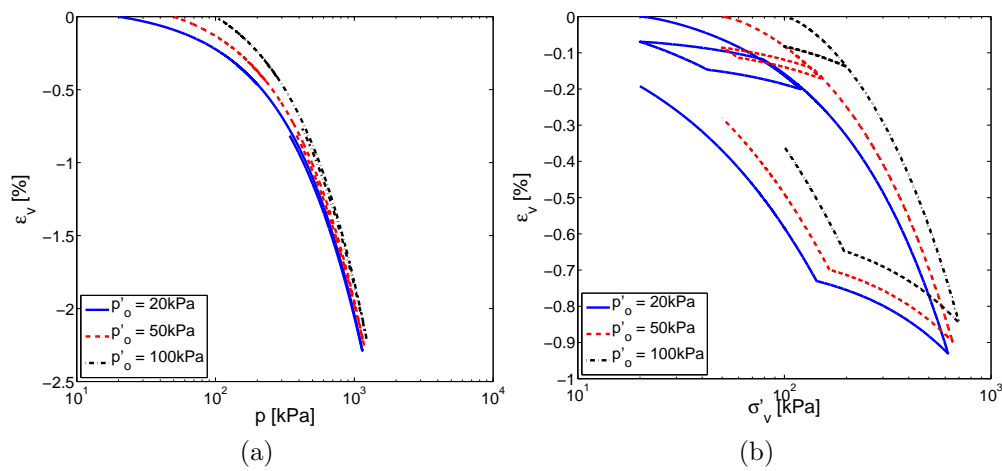 0
−0.5
−1
−1.5
−2
−2.5
ε_v [%]
10^1
10^2
10^3
10^4
p [kPa]
p'_o = 20kPa
p'_o = 50kPa
p'_o = 100kPa
(a)
0
−0.1
−0.2
−0.3
−0.4
−0.5
−0.6
−0.7
−0.8
−0.9
−1
ε_v [%]
10^1
10^2
10^3
σ'_v [kPa]
p'_o = 20kPa
p'_o = 50kPa
p'_o = 100kPa
(b)